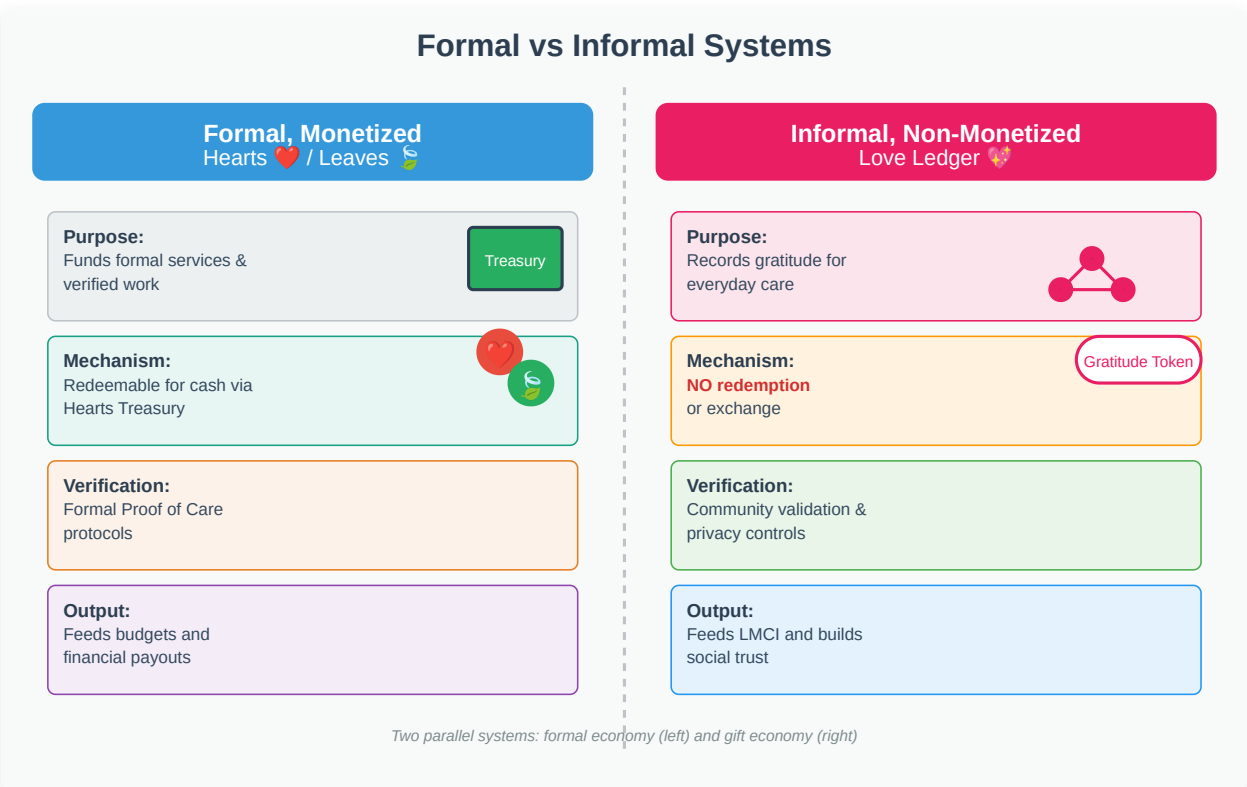 Formal vs Informal Systems
Formal, Monetized
Hearts ❤️ / Leaves 🍃
Purpose:
Funds formal services &
verified work
Treasury
Mechanism:
Redeemable for cash via
Hearts Treasury
❤️
🍃
Verification:
Formal Proof of Care
protocols
Output:
Feeds budgets and
financial payouts
Informal, Non-Monetized
Love Ledger 💖
Purpose:
Records gratitude for
everyday care
Mechanism:
NO redemption
or exchange
Gratitude Token
Verification:
Community validation &
privacy controls
Output:
Feeds LMCI and builds
social trust
Two parallel systems: formal economy (left) and gift economy (right)